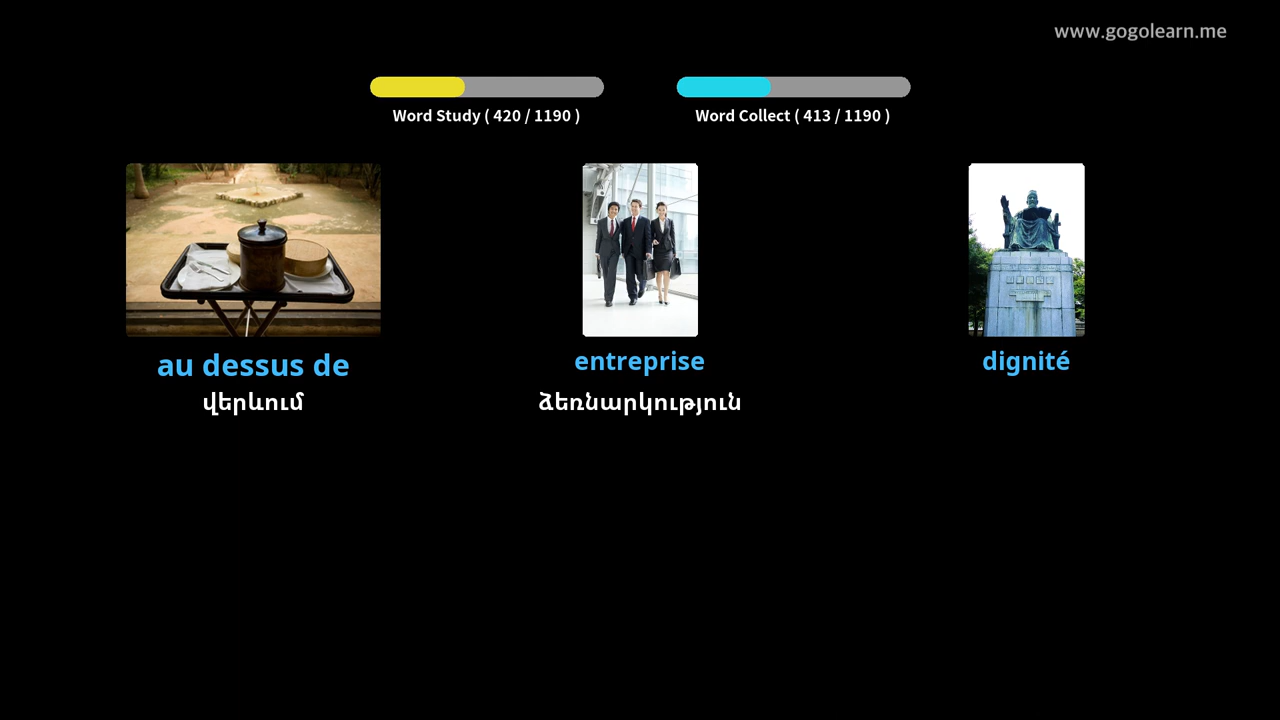 www.gogolearn.me
Word Study ( 420 / 1190 )
Word Collect ( 413 / 1190 )
au dessus de
վերևում
entreprise
ձեռնարկություն
dignité